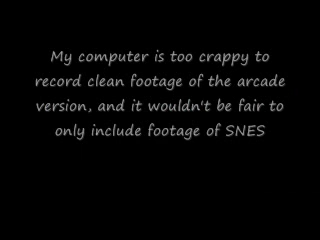 My computer is too crappy to
record clean footage of the arcade
version, and it wouldn't be fair to
only include footage of SNES